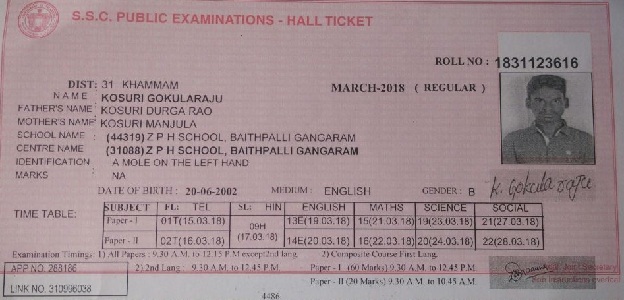 S.S.C. PUBLIC EXAMINATIONS - HALL TICKET
ROLL NO : 1831123616
DIST: 31 KHAMMAM
MARCH-2018 ( REGULAR )
NAME : KOSURI GOKULARAJU
FATHER'S NAME : KOSURI DURGA RAO
MOTHER'S NAME : KOSURI MANJULA
SCHOOL NAME : (44319) Z P H SCHOOL, BAITHPALLI GANGARAM
CENTRE NAME : (31088) Z P H SCHOOL, BAITHPALLI GANGARAM
IDENTIFICATION : A MOLE ON THE LEFT HAND
MARKS : NA
K. Gokula raju
DATE OF BIRTH : 20-06-2002 MEDIUM : ENGLISH GENDER : B
TIME TABLE:
SUBJECT FL: TEL SL: HIN ENGLISH MATHS SCIENCE SOCIAL
Paper - I 01T(15.03.18) 09H (17.03.18) 13E(19.03.18) 15(21.03.18) 19(23.03.18) 21(27.03.18)
Paper - II 02T(16.03.18) 14E(20.03.18) 16(22.03.18) 20(24.03.18) 22(26.03.18)
Examination Timings: 1) All Papers : 9.30 A.M. to 12.15 P.M except 2nd lang. 2) Composite Course First Lang.
APP NO. 268186 2) 2nd Lang : 9.30 A.M. to 12.45 P.M. Paper - I (60 Marks) 9.30 A.M. to 12.45 P.M.
Paper - II (20 Marks) 9.30 A.M. to 10.45 A.M.
LINK NO. 310996038
4486